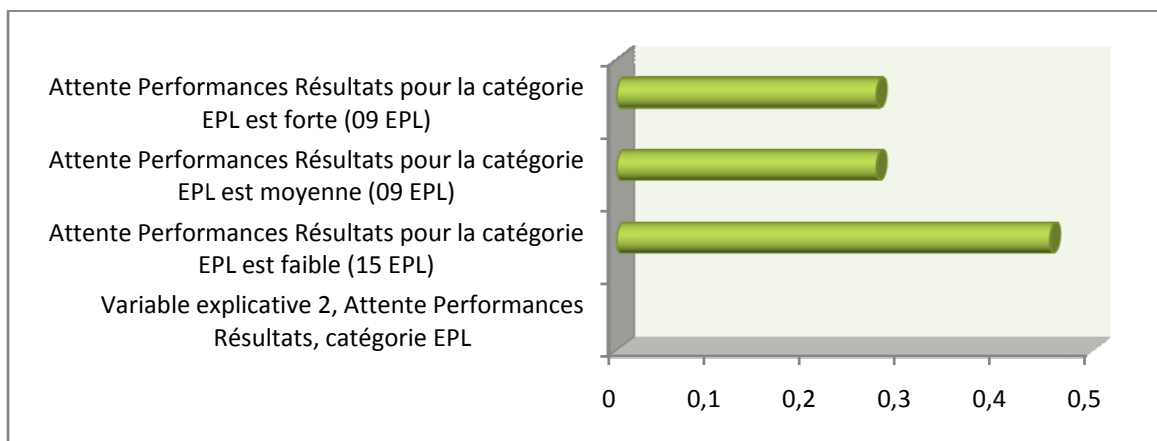 Attente Performances Résultats pour la catégorie
EPL est forte (09 EPL)
Attente Performances Résultats pour la catégorie
EPL est moyenne (09 EPL)
Attente Performances Résultats pour la catégorie
EPL est faible (15 EPL)
Variable explicative 2, Attente Performances
Résultats, catégorie EPL
0 0,1 0,2 0,3 0,4 0,5